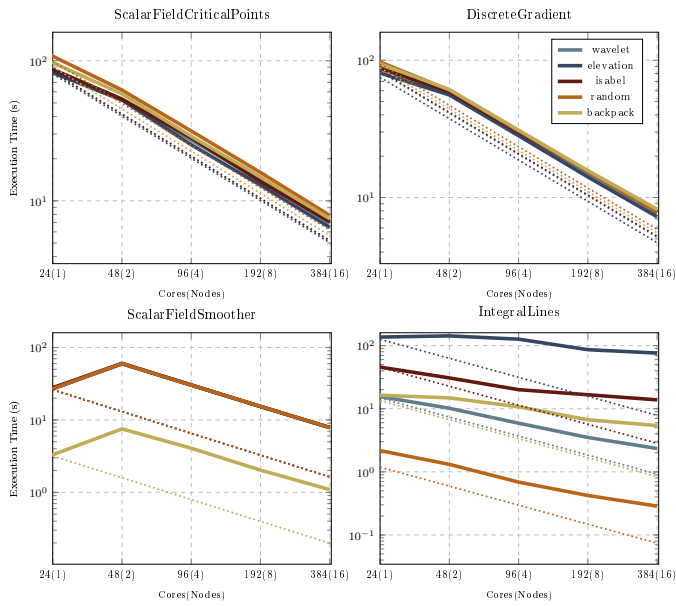 ScalarFieldCriticalPoints
10²
10¹
Execution Time (s)
24(1) 48(2) 96(4) 192(8) 384(16)
Cores(Nodes)
DiscreteGradient
wavelet
elevation
isabel
random
backpack
10²
10¹
24(1) 48(2) 96(4) 192(8) 384(16)
Cores(Nodes)
ScalarFieldSmoother
10²
10¹
10⁰
Execution Time (s)
24(1) 48(2) 96(4) 192(8) 384(16)
Cores(Nodes)
IntegralLines
10²
10¹
10⁰
10⁻¹
24(1) 48(2) 96(4) 192(8) 384(16)
Cores(Nodes)